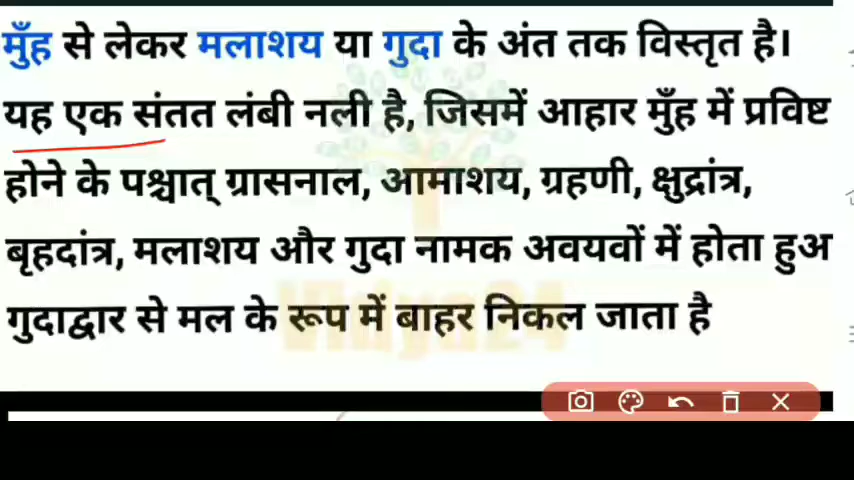 मुँह से लेकर मलाशय या गुदा के अंत तक विस्तृत है।
यह एक संतत लंबी नली है, जिसमें आहार मुँह में प्रविष्ट
होने के पश्चात् ग्रासनाल, आमाशय, ग्रहणी, क्षुद्रांत्र,
बृहदांत्र, मलाशय और गुदा नामक अवयवों में होता हुअ
गुदाद्वार से मल के रूप में बाहर निकल जाता है
Vidya24